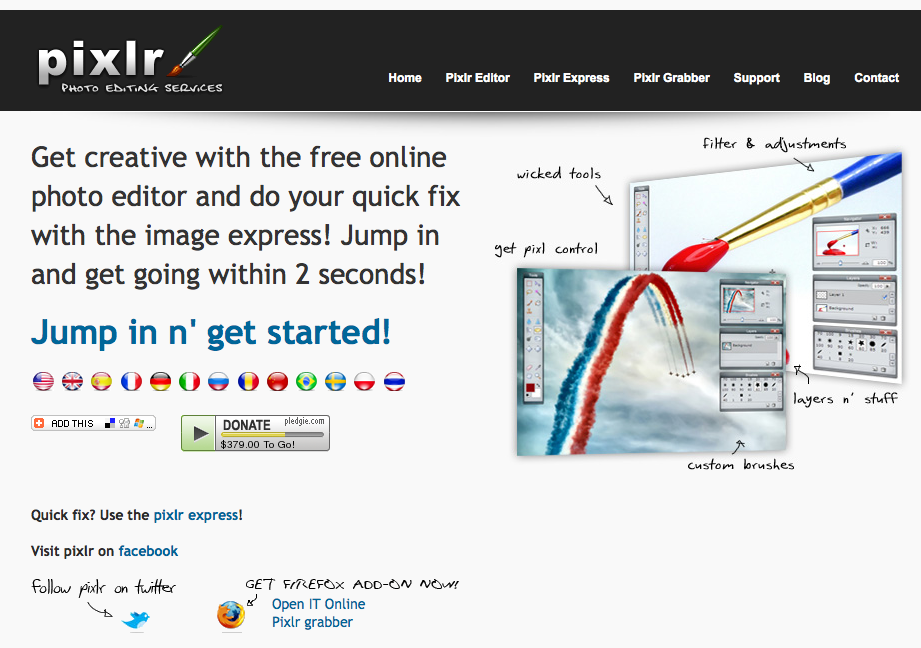 pixlr
PHOTO EDITING SERVICES
Home Pixlr Editor Pixlr Express Pixlr Grabber Support Blog Contact
Get creative with the free online
photo editor and do your quick fix
with the image express! Jump in
and get going within 2 seconds!
Jump in n' get started!
ADD THIS ...
DONATE pledgie.com
$379.00 To Go!
filter & adjustments
wicked tools
get pixl control
layers n' stuff
custom brushes
Quick fix? Use the pixlr express!
Visit pixlr on facebook
follow pixlr on twitter
GET FIREFOX ADD-ON NOW!
Open IT Online
Pixlr grabber